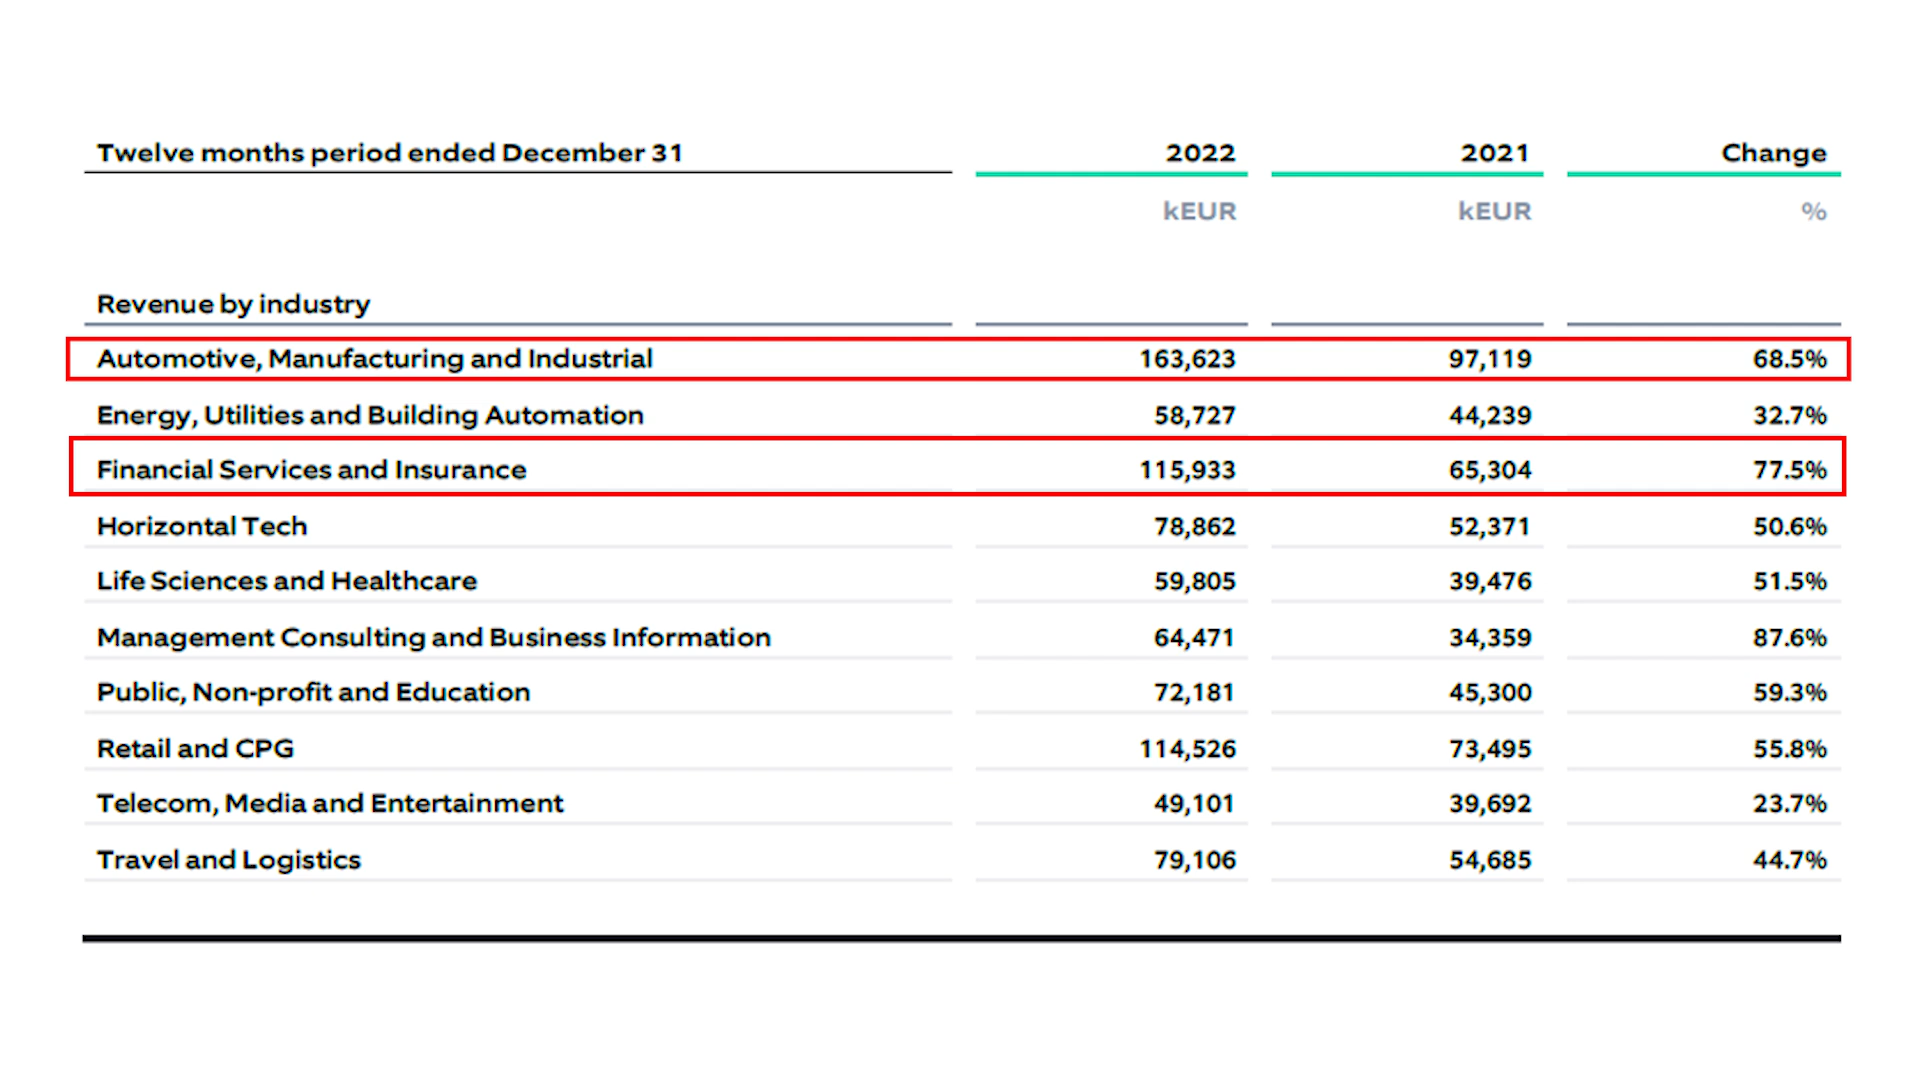 Twelve months period ended December 31 2022 2021 Change
kEUR kEUR %
Revenue by industry
Automotive, Manufacturing and Industrial 163,623 97,119 68.5%
Energy, Utilities and Building Automation 58,727 44,239 32.7%
Financial Services and Insurance 115,933 65,304 77.5%
Horizontal Tech 78,862 52,371 50.6%
Life Sciences and Healthcare 59,805 39,476 51.5%
Management Consulting and Business Information 64,471 34,359 87.6%
Public, Non-profit and Education 72,181 45,300 59.3%
Retail and CPG 114,526 73,495 55.8%
Telecom, Media and Entertainment 49,101 39,692 23.7%
Travel and Logistics 79,106 54,685 44.7%